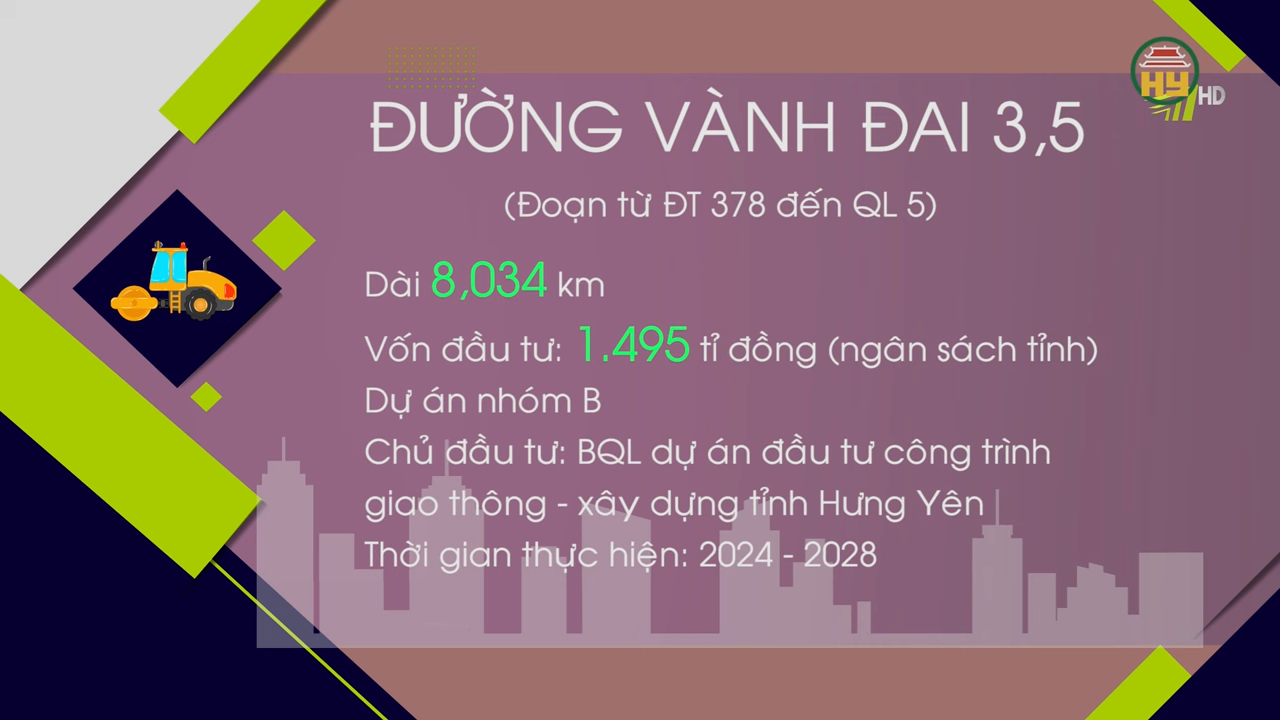 HY HD
ĐƯỜNG VÀNH ĐAI 3,5
(Đoạn từ ĐT 378 đến QL 5)
Dài 8,034 km
Vốn đầu tư: 1.495 tỉ đồng (ngân sách tỉnh)
Dự án nhóm B
Chủ đầu tư: BQL dự án đầu tư công trình
giao thông - xây dựng tỉnh Hưng Yên
Thời gian thực hiện: 2024 - 2028